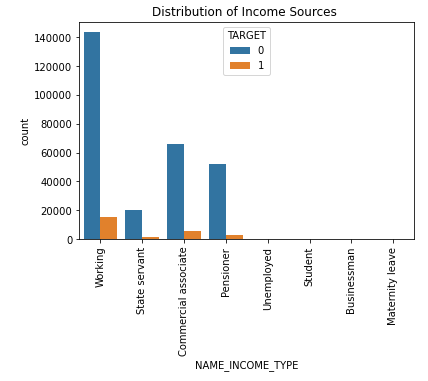 Distribution of Income Sources
TARGET
0
1
140000
120000
100000
80000
60000
40000
20000
0
count
Working
State servant
Commercial associate
Pensioner
Unemployed
Student
Businessman
Maternity leave
NAME_INCOME_TYPE